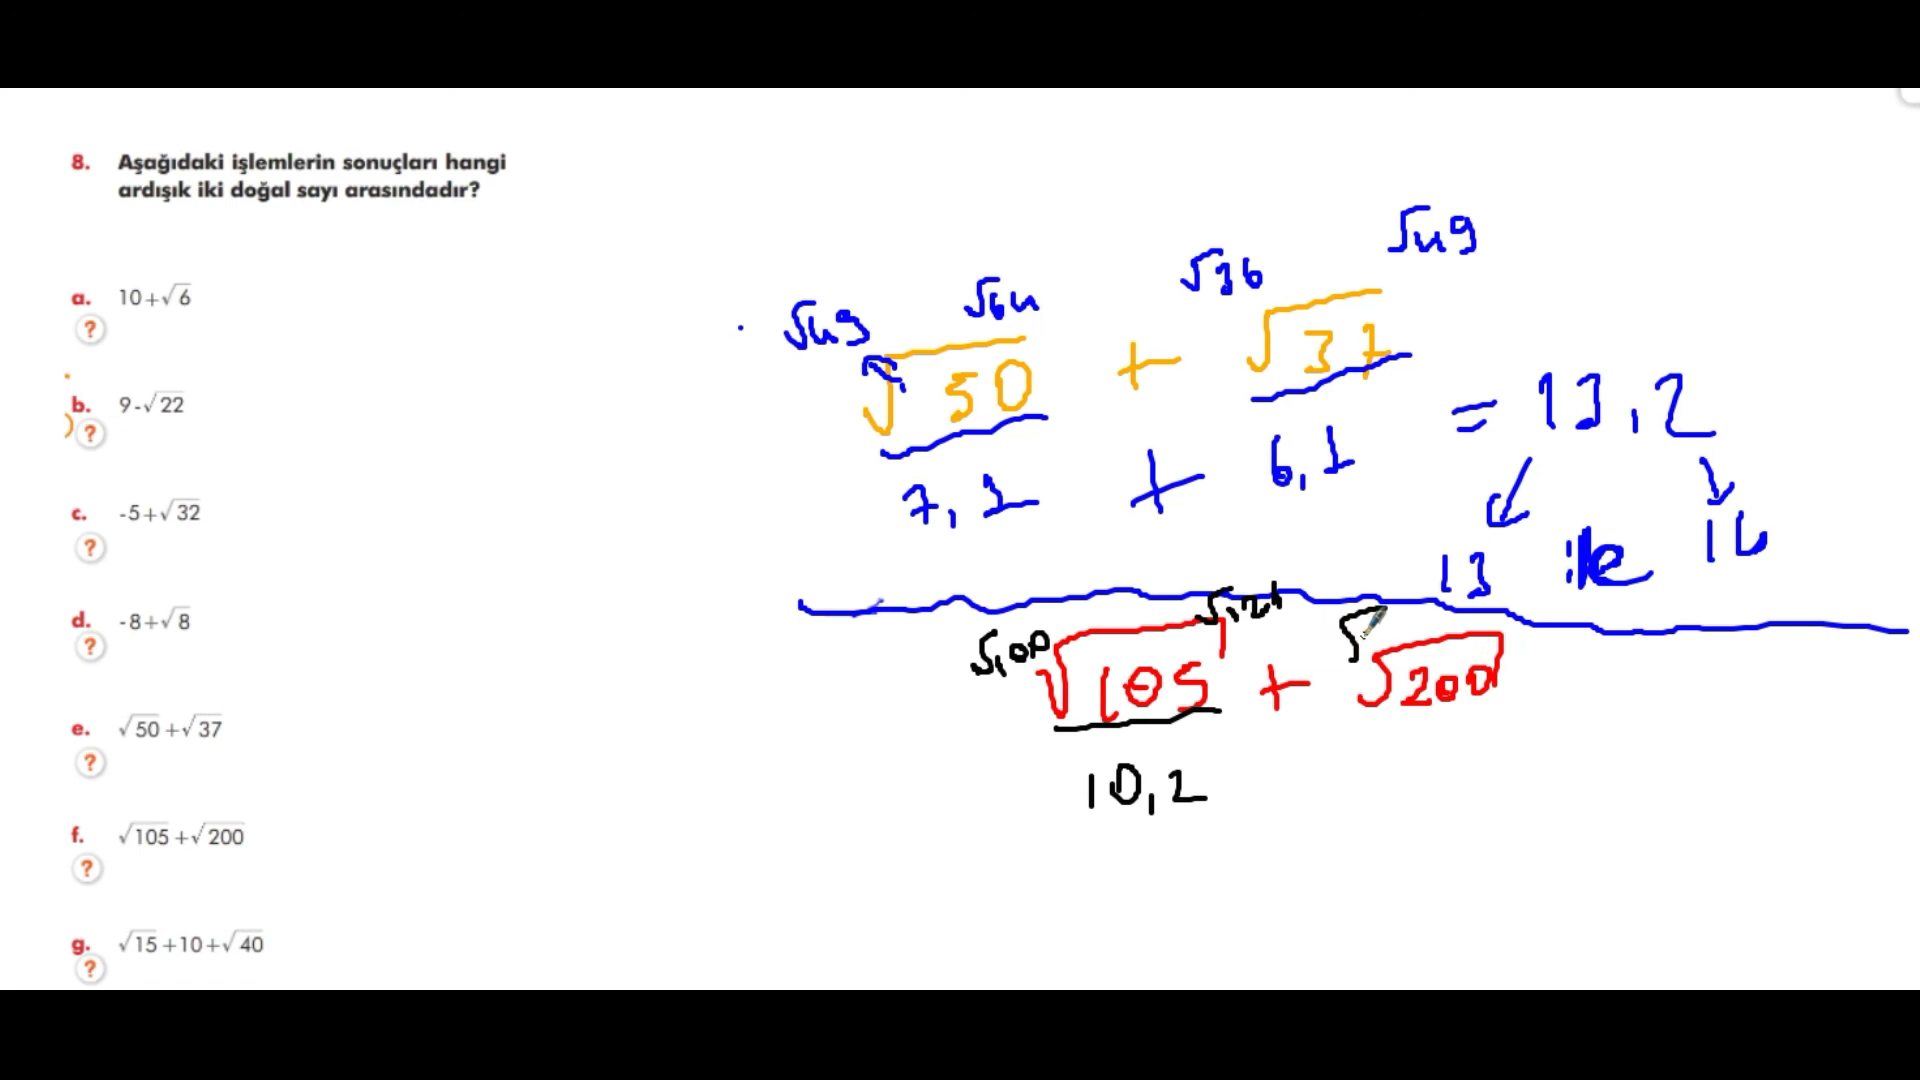 8. Aşağıdaki işlemlerin sonuçları hangi
ardışık iki doğal sayı arasındadır?
a. 10+√6
?
b. 9-√22
?
c. -5+√32
?
d. -8+√8
?
e. √50+√37
?
f. √105+√200
?
g. √15+10+√40
?
√49 √64 √36 √49
√50 + √37
7,1 + 6,1 = 13,2
13 ile 14
√100 √121 √
√105 + √200
10,2